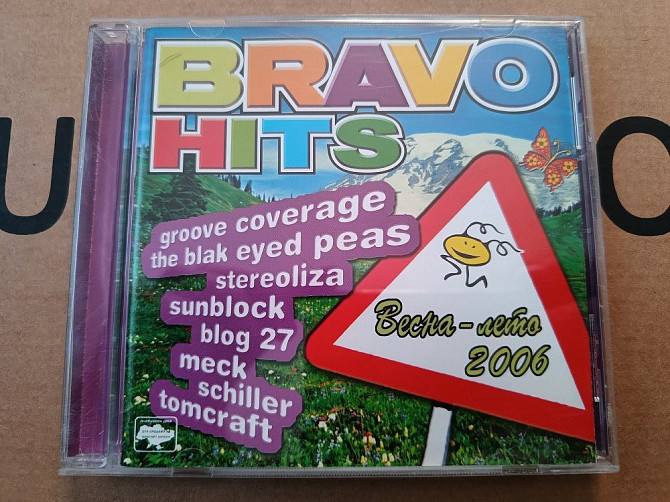 BRAVO
HITS
groove coverage
the blak eyed peas
stereoliza
sunblock
blog 27
meck
schiller
tomcraft
Весна-лето
2006
U
O